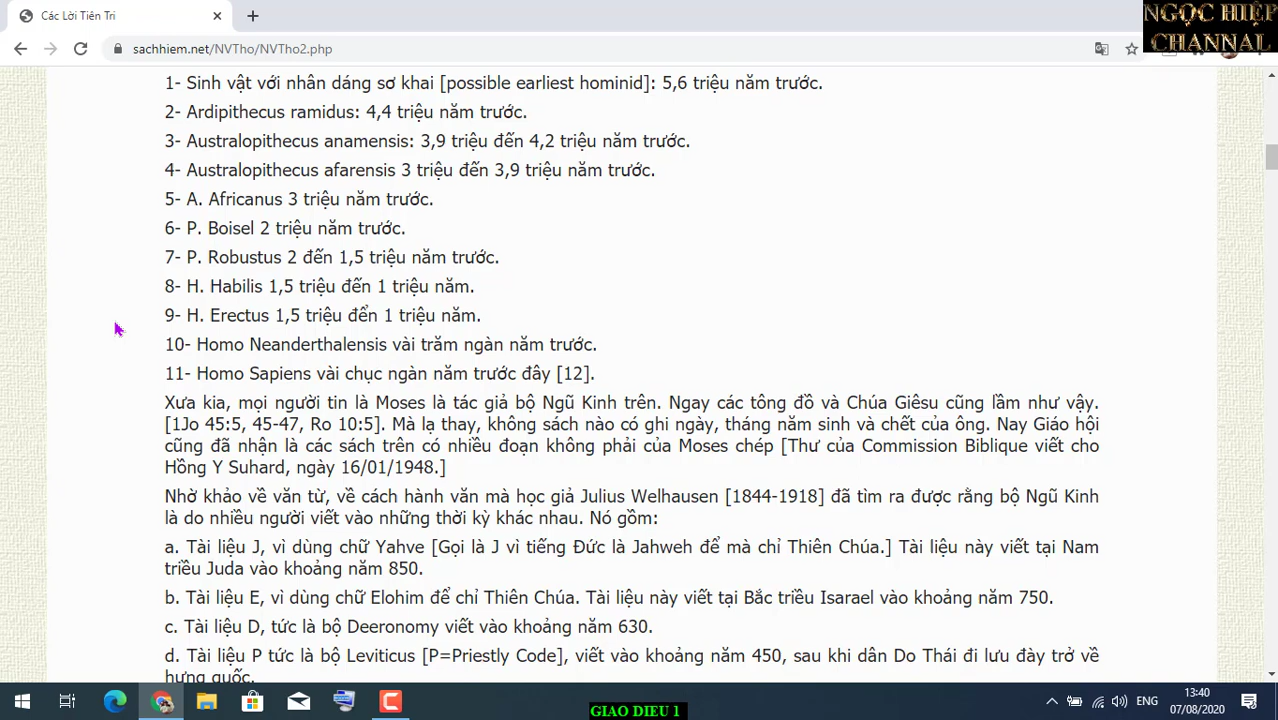 Các Lời Tiên Tri
NGỌC HIỆP
CHANNAL
sachhiem.net/NVTho/NVTho2.php
1- Sinh vật với nhân dáng sơ khai [possible earliest hominid]: 5,6 triệu năm trước.
2- Ardipithecus ramidus: 4,4 triệu năm trước.
3- Australopithecus anamensis: 3,9 triệu đến 4,2 triệu năm trước.
4- Australopithecus afarensis 3 triệu đến 3,9 triệu năm trước.
5- A. Africanus 3 triệu năm trước.
6- P. Boisel 2 triệu năm trước.
7- P. Robustus 2 đến 1,5 triệu năm trước.
8- H. Habilis 1,5 triệu đến 1 triệu năm.
9- H. Erectus 1,5 triệu đển 1 triệu năm.
10- Homo Neanderthalensis vài trăm ngàn năm trước.
11- Homo Sapiens vài chục ngàn năm trước đây [12].
Xưa kia, mọi người tin là Moses là tác giả bộ Ngũ Kinh trên. Ngay các tông đồ và Chúa Giêsu cũng lầm như vậy.
[1Jo 45:5, 45-47, Ro 10:5]. Mà lạ thay, không sách nào có ghi ngày, tháng năm sinh và chết của ông. Nay Giáo hội
cũng đã nhận là các sách trên có nhiều đoạn không phải của Moses chép [Thư của Commission Biblique viết cho
Hồng Y Suhard, ngày 16/01/1948.]
Nhờ khảo về văn từ, về cách hành văn mà học giả Julius Welhausen [1844-1918] đã tìm ra được rằng bộ Ngũ Kinh
là do nhiều người viết vào những thời kỳ khác nhau. Nó gồm:
a. Tài liệu J, vì dùng chữ Yahve [Gọi là J vì tiếng Đức là Jahweh để mà chỉ Thiên Chúa.] Tài liệu này viết tại Nam
triều Juda vào khoảng năm 850.
b. Tài liệu E, vì dùng chữ Elohim để chỉ Thiên Chúa. Tài liệu này viết tại Bắc triều Isarael vào khoảng năm 750.
c. Tài liệu D, tức là bộ Deeronomy viết vào khoảng năm 630.
d. Tài liệu P tức là bộ Leviticus [P=Priestly Code], viết vào khoảng năm 450, sau khi dân Do Thái đi lưu đày trở về
hưng quốc.
ENG
13:40
07/08/2020
GIAO DIEU 1